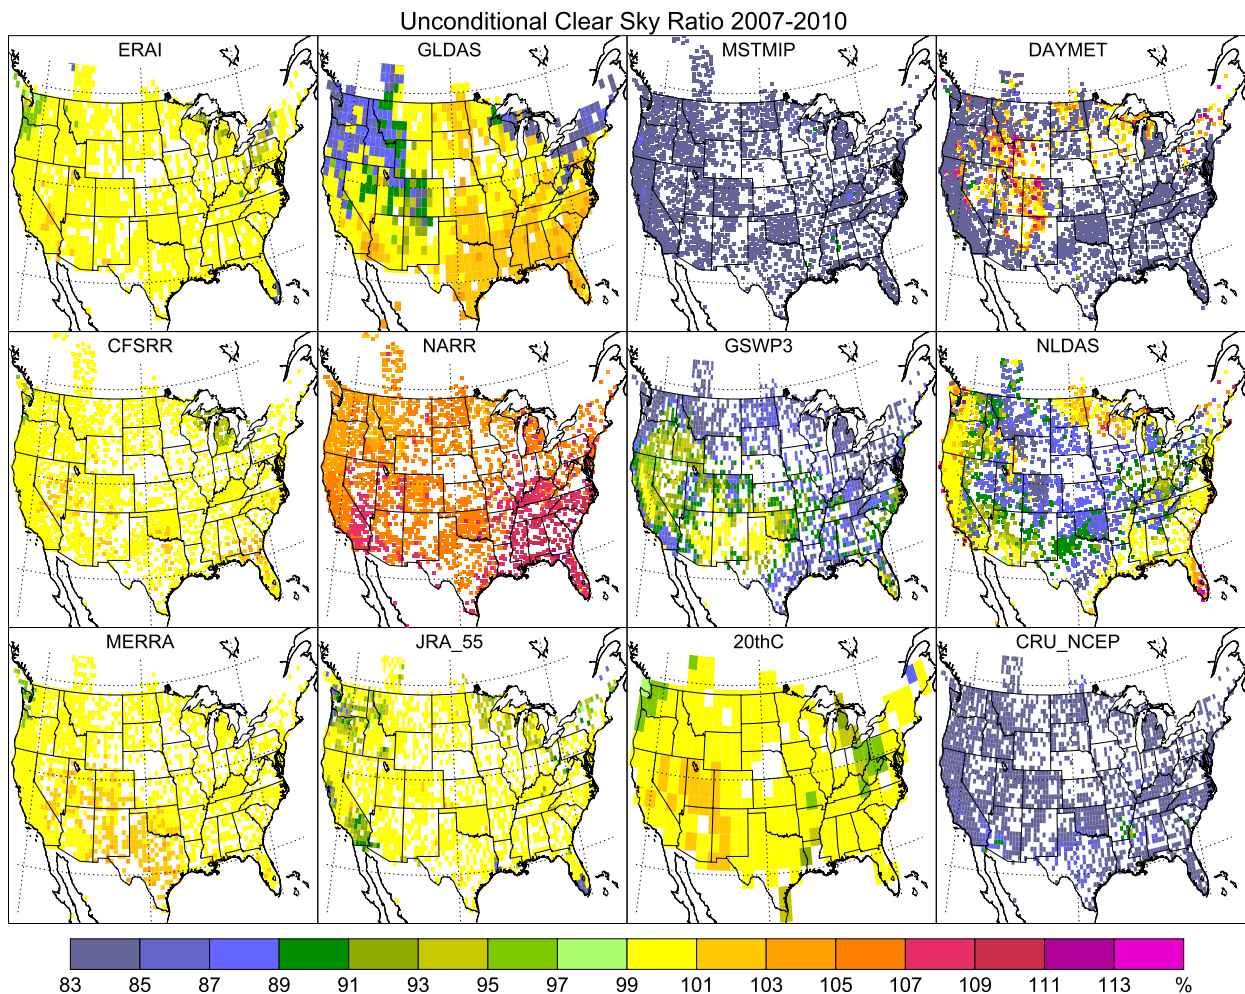 Unconditional Clear Sky Ratio 2007-2010
ERAI GLDAS MSTMIP DAYMET
CFSRR NARR GSWP3 NLDAS
MERRA JRA_55 20thC CRU_NCEP
83 85 87 89 91 93 95 97 99 101 103 105 107 109 111 113 %